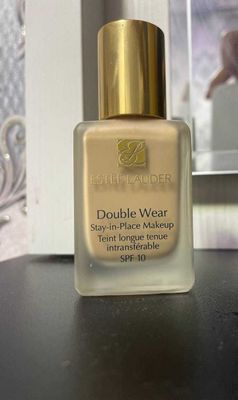 ESTEE LAUDER
Double Wear
Stay-in-Place Makeup
Teint longue tenue
intransférable
SPF 10